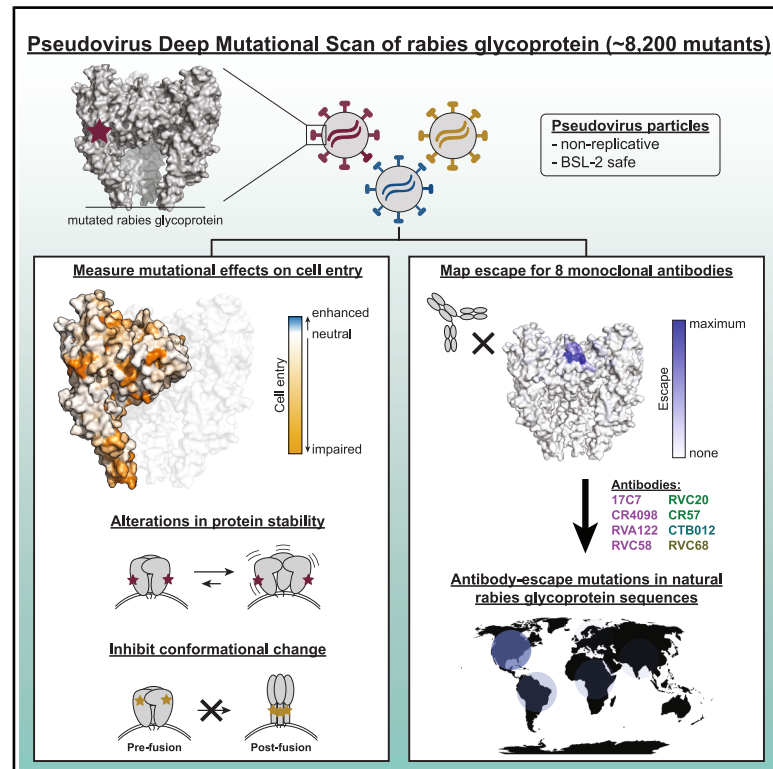 Pseudovirus Deep Mutational Scan of rabies glycoprotein (~8,200 mutants)
mutated rabies glycoprotein
Pseudovirus particles
- non-replicative
- BSL-2 safe
Measure mutational effects on cell entry
enhanced
neutral
Cell entry
impaired
Alterations in protein stability
Inhibit conformational change
Pre-fusion
Post-fusion
Map escape for 8 monoclonal antibodies
maximum
Escape
none
Antibodies:
17C7 RVC20
CR4098 CR57
RVA122 CTB012
RVC58 RVC68
Antibody-escape mutations in natural
rabies glycoprotein sequences